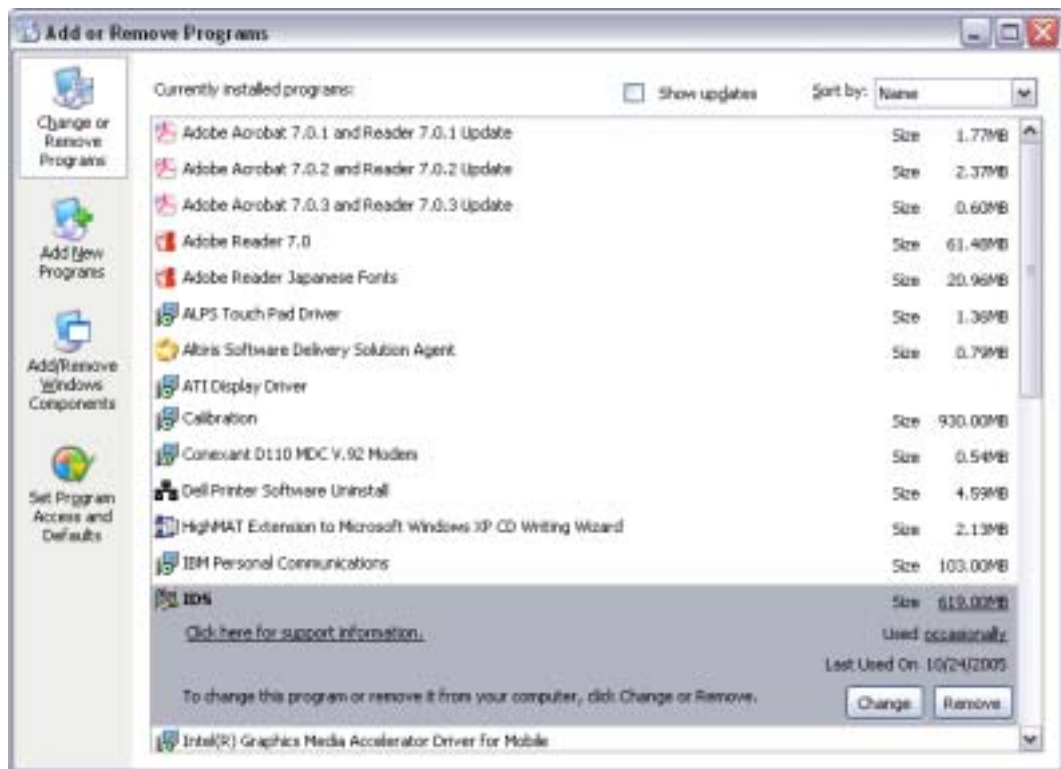 Add or Remove Programs
Change or
Remove
Programs
Add New
Programs
Add/Remove
Windows
Components
Set Program
Access and
Defaults
Currently installed programs:
Show updates
Sort by: Name
Adobe Acrobat 7.0.1 and Reader 7.0.1 Update Size 1.77MB
Adobe Acrobat 7.0.2 and Reader 7.0.2 Update Size 2.37MB
Adobe Acrobat 7.0.3 and Reader 7.0.3 Update Size 0.60MB
Adobe Reader 7.0 Size 61.48MB
Adobe Reader Japanese Fonts Size 20.96MB
ALPS Touch Pad Driver Size 1.36MB
Altiris Software Delivery Solution Agent Size 0.79MB
ATI Display Driver
Calibration Size 930.00MB
Conexant D110 MDC V.92 Modem Size 0.54MB
Dell Printer Software Uninstall Size 4.59MB
HighMAT Extension to Microsoft Windows XP CD Writing Wizard Size 2.13MB
IBM Personal Communications Size 103.00MB
IDS Size 619.00MB
Click here for support information. Used occasionally
Last Used On 10/24/2005
To change this program or remove it from your computer, click Change or Remove. Change Remove
Intel(R) Graphics Media Accelerator Driver for Mobile